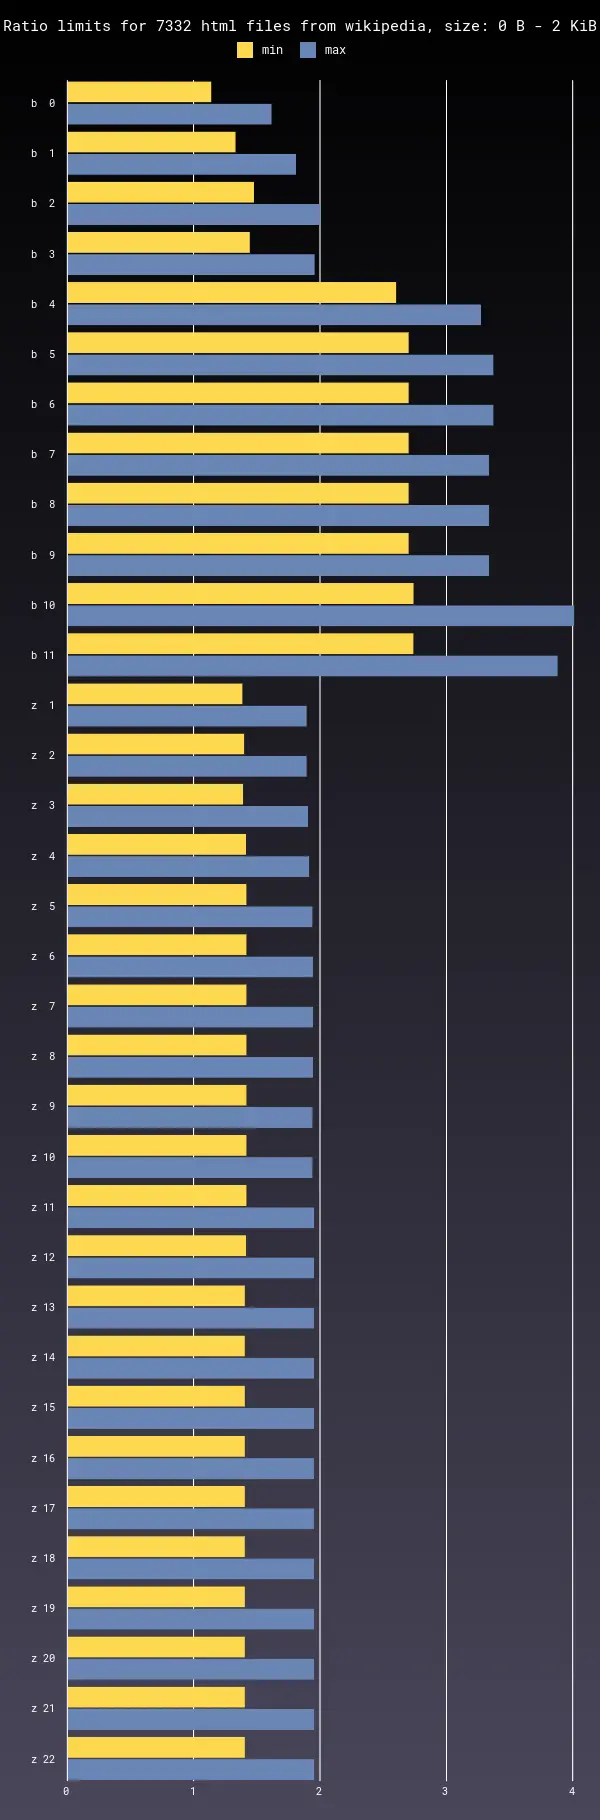 Ratio limits for 7332 html files from wikipedia, size: 0 B - 2 KiB
min max
b 0
b 1
b 2
b 3
b 4
b 5
b 6
b 7
b 8
b 9
b 10
b 11
z 1
z 2
z 3
z 4
z 5
z 6
z 7
z 8
z 9
z 10
z 11
z 12
z 13
z 14
z 15
z 16
z 17
z 18
z 19
z 20
z 21
z 22
0 1 2 3 4